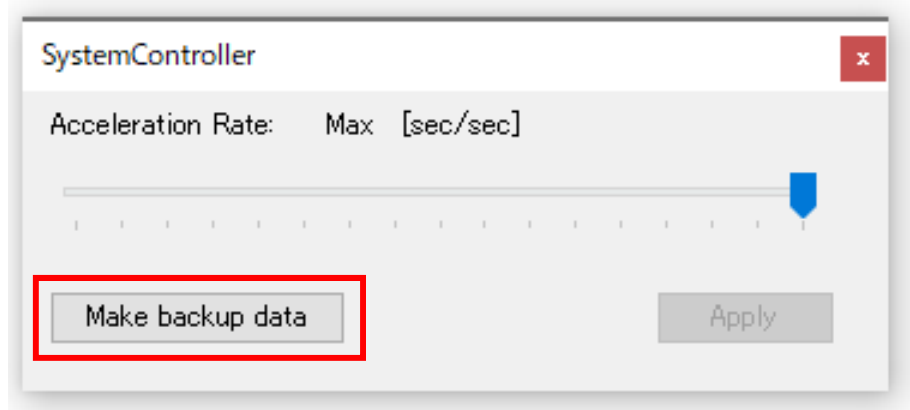 SystemController
x
Acceleration Rate: Max [sec/sec]
Make backup data
Apply